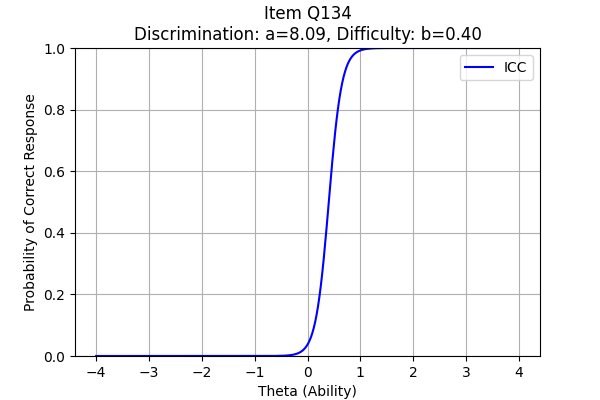 Item Q134
Discrimination: a=8.09, Difficulty: b=0.40
ICC
Probability of Correct Response
1.0
0.8
0.6
0.4
0.2
0.0
−4 −3 −2 −1 0 1 2 3 4
Theta (Ability)